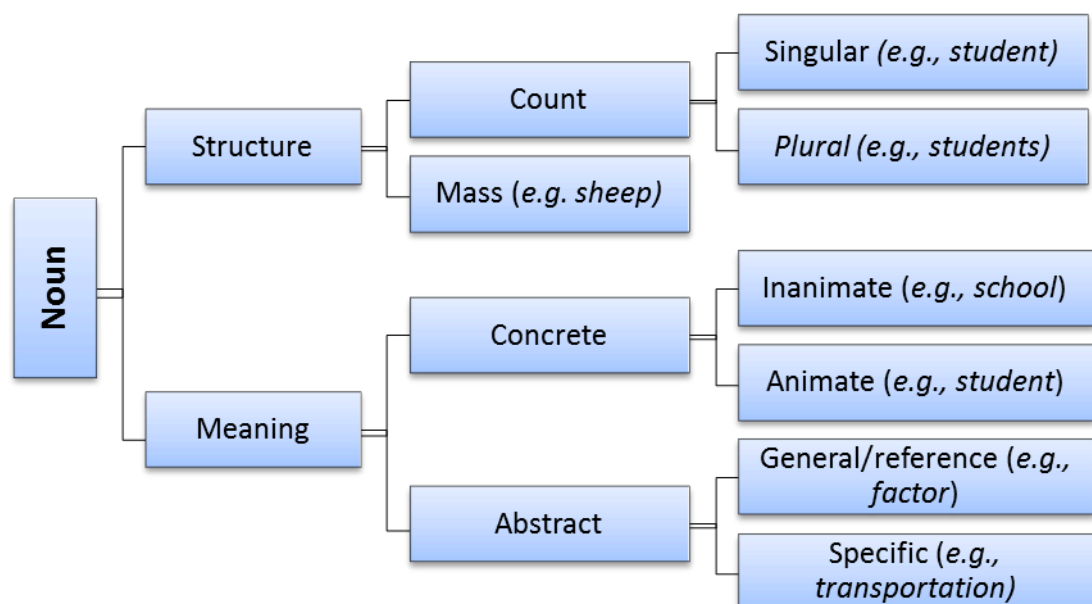 Noun
Structure
Count
Singular (e.g., student)
Plural (e.g., students)
Mass (e.g. sheep)
Meaning
Concrete
Inanimate (e.g., school)
Animate (e.g., student)
Abstract
General/reference (e.g.,
factor)
Specific (e.g.,
transportation)